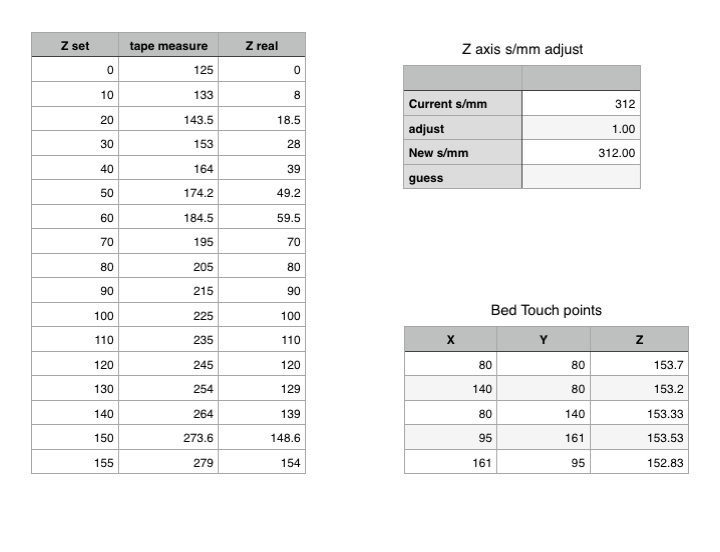 Z set tape measure Z real
0 125 0
10 133 8
20 143.5 18.5
30 153 28
40 164 39
50 174.2 49.2
60 184.5 59.5
70 195 70
80 205 80
90 215 90
100 225 100
110 235 110
120 245 120
130 254 129
140 264 139
150 273.6 148.6
155 279 154
Z axis s/mm adjust
Current s/mm 312
adjust 1.00
New s/mm 312.00
guess
Bed Touch points
X Y Z
80 80 153.7
140 80 153.2
80 140 153.33
95 161 153.53
161 95 152.83